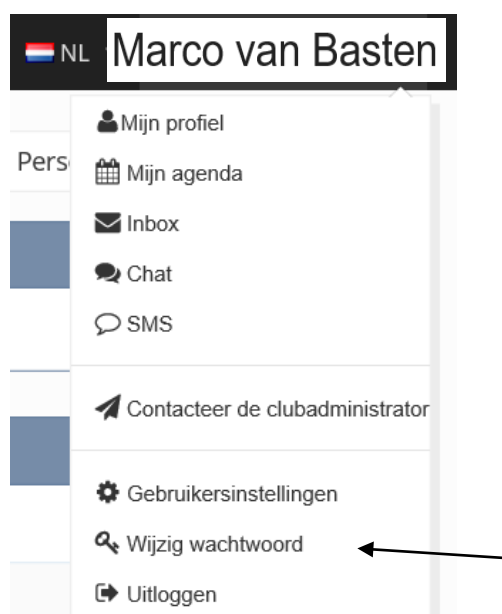 NL Marco van Basten
Mijn profiel
Pers
Mijn agenda
Inbox
Chat
SMS
Contacteer de clubadministrator
Gebruikersinstellingen
Wijzig wachtwoord
Uitloggen